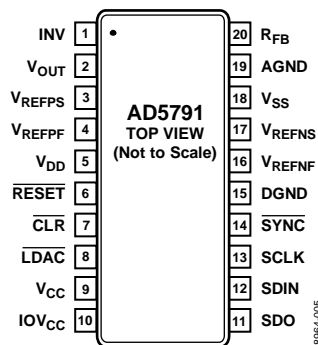 INV 1 20 RFB
VOUT 2 19 AGND
VREFPS 3 18 VSS
VREFPF 4 17 VREFNS
VDD 5 16 VREFNF
RESET 6 15 DGND
CLR 7 14 SYNC
LDAC 8 13 SCLK
VCC 9 12 SDIN
IOVCC 10 11 SDO
AD5791
TOP VIEW
(Not to Scale)